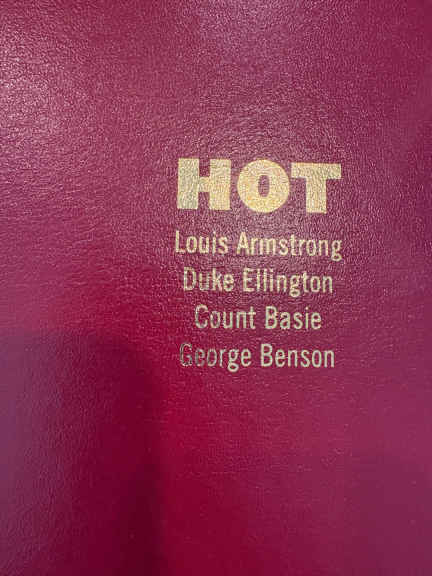 HOT
Louis Armstrong
Duke Ellington
Count Basie
George Benson